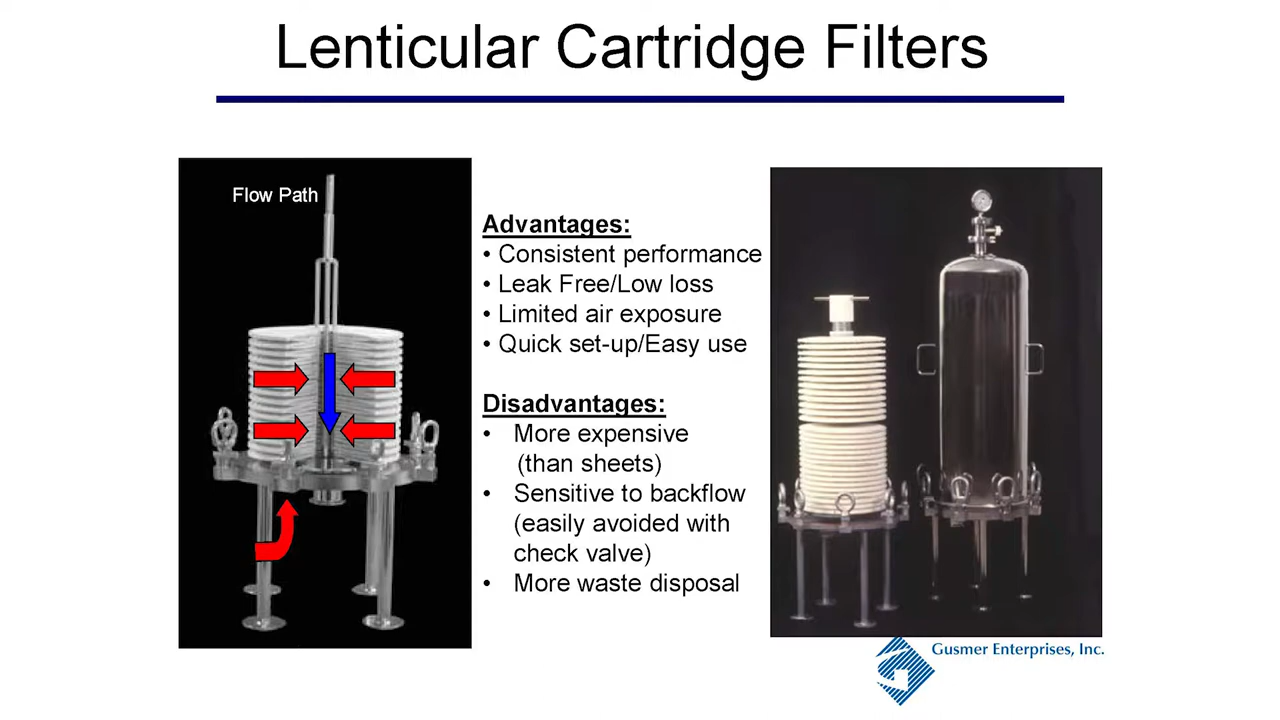 Lenticular Cartridge Filters
Flow Path
Advantages:
• Consistent performance
• Leak Free/Low loss
• Limited air exposure
• Quick set-up/Easy use
Disadvantages:
• More expensive
(than sheets)
• Sensitive to backflow
(easily avoided with
check valve)
• More waste disposal
Gusmer Enterprises, Inc.